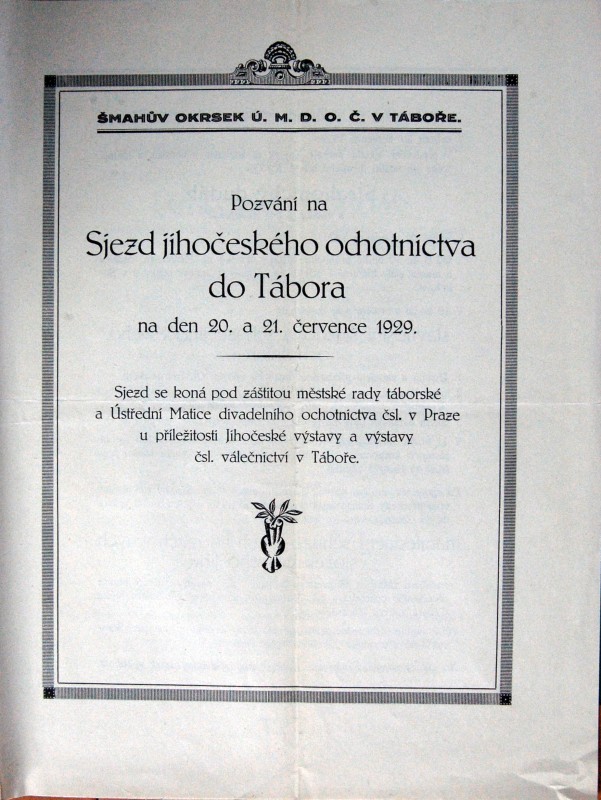 ŠMAHŮV OKRSEK Ú. M. D. O. Č. V TÁBOŘE.
Pozvání na
Sjezd jihočeského ochotnictva
do Tábora
na den 20. a 21. července 1929.
Sjezd se koná pod záštitou městské rady táborské
a Ústřední Matice divadelního ochotnictva čsl. v Praze
u příležitosti Jihočeské výstavy a výstavy
čsl. válečnictví v Táboře.